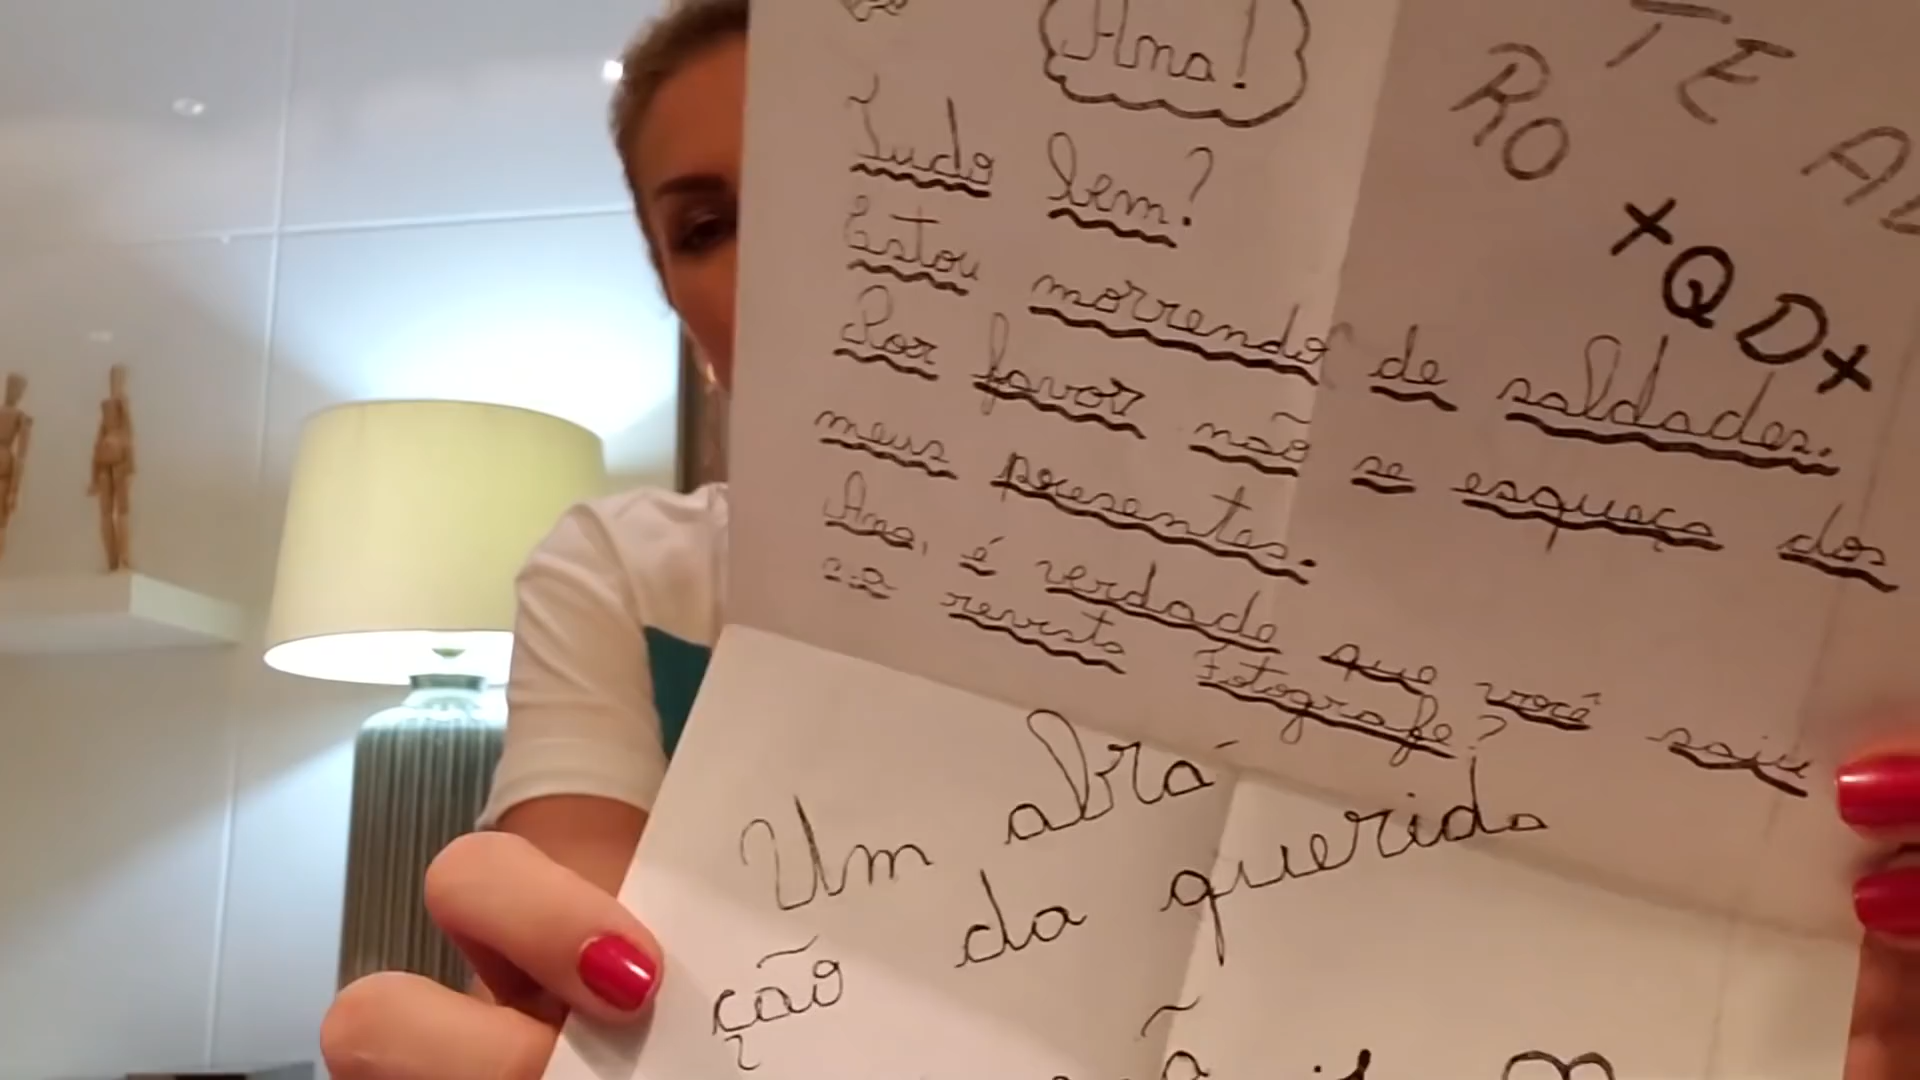 Ana!
TE AD
RO
+QD+
Tudo bem?
Estou morrendo de saldades.
Por favor não se esqueça dos
meus presentes.
Ana, é verdade que você saiu
revista Fotografe?
Um abra
ção da querida